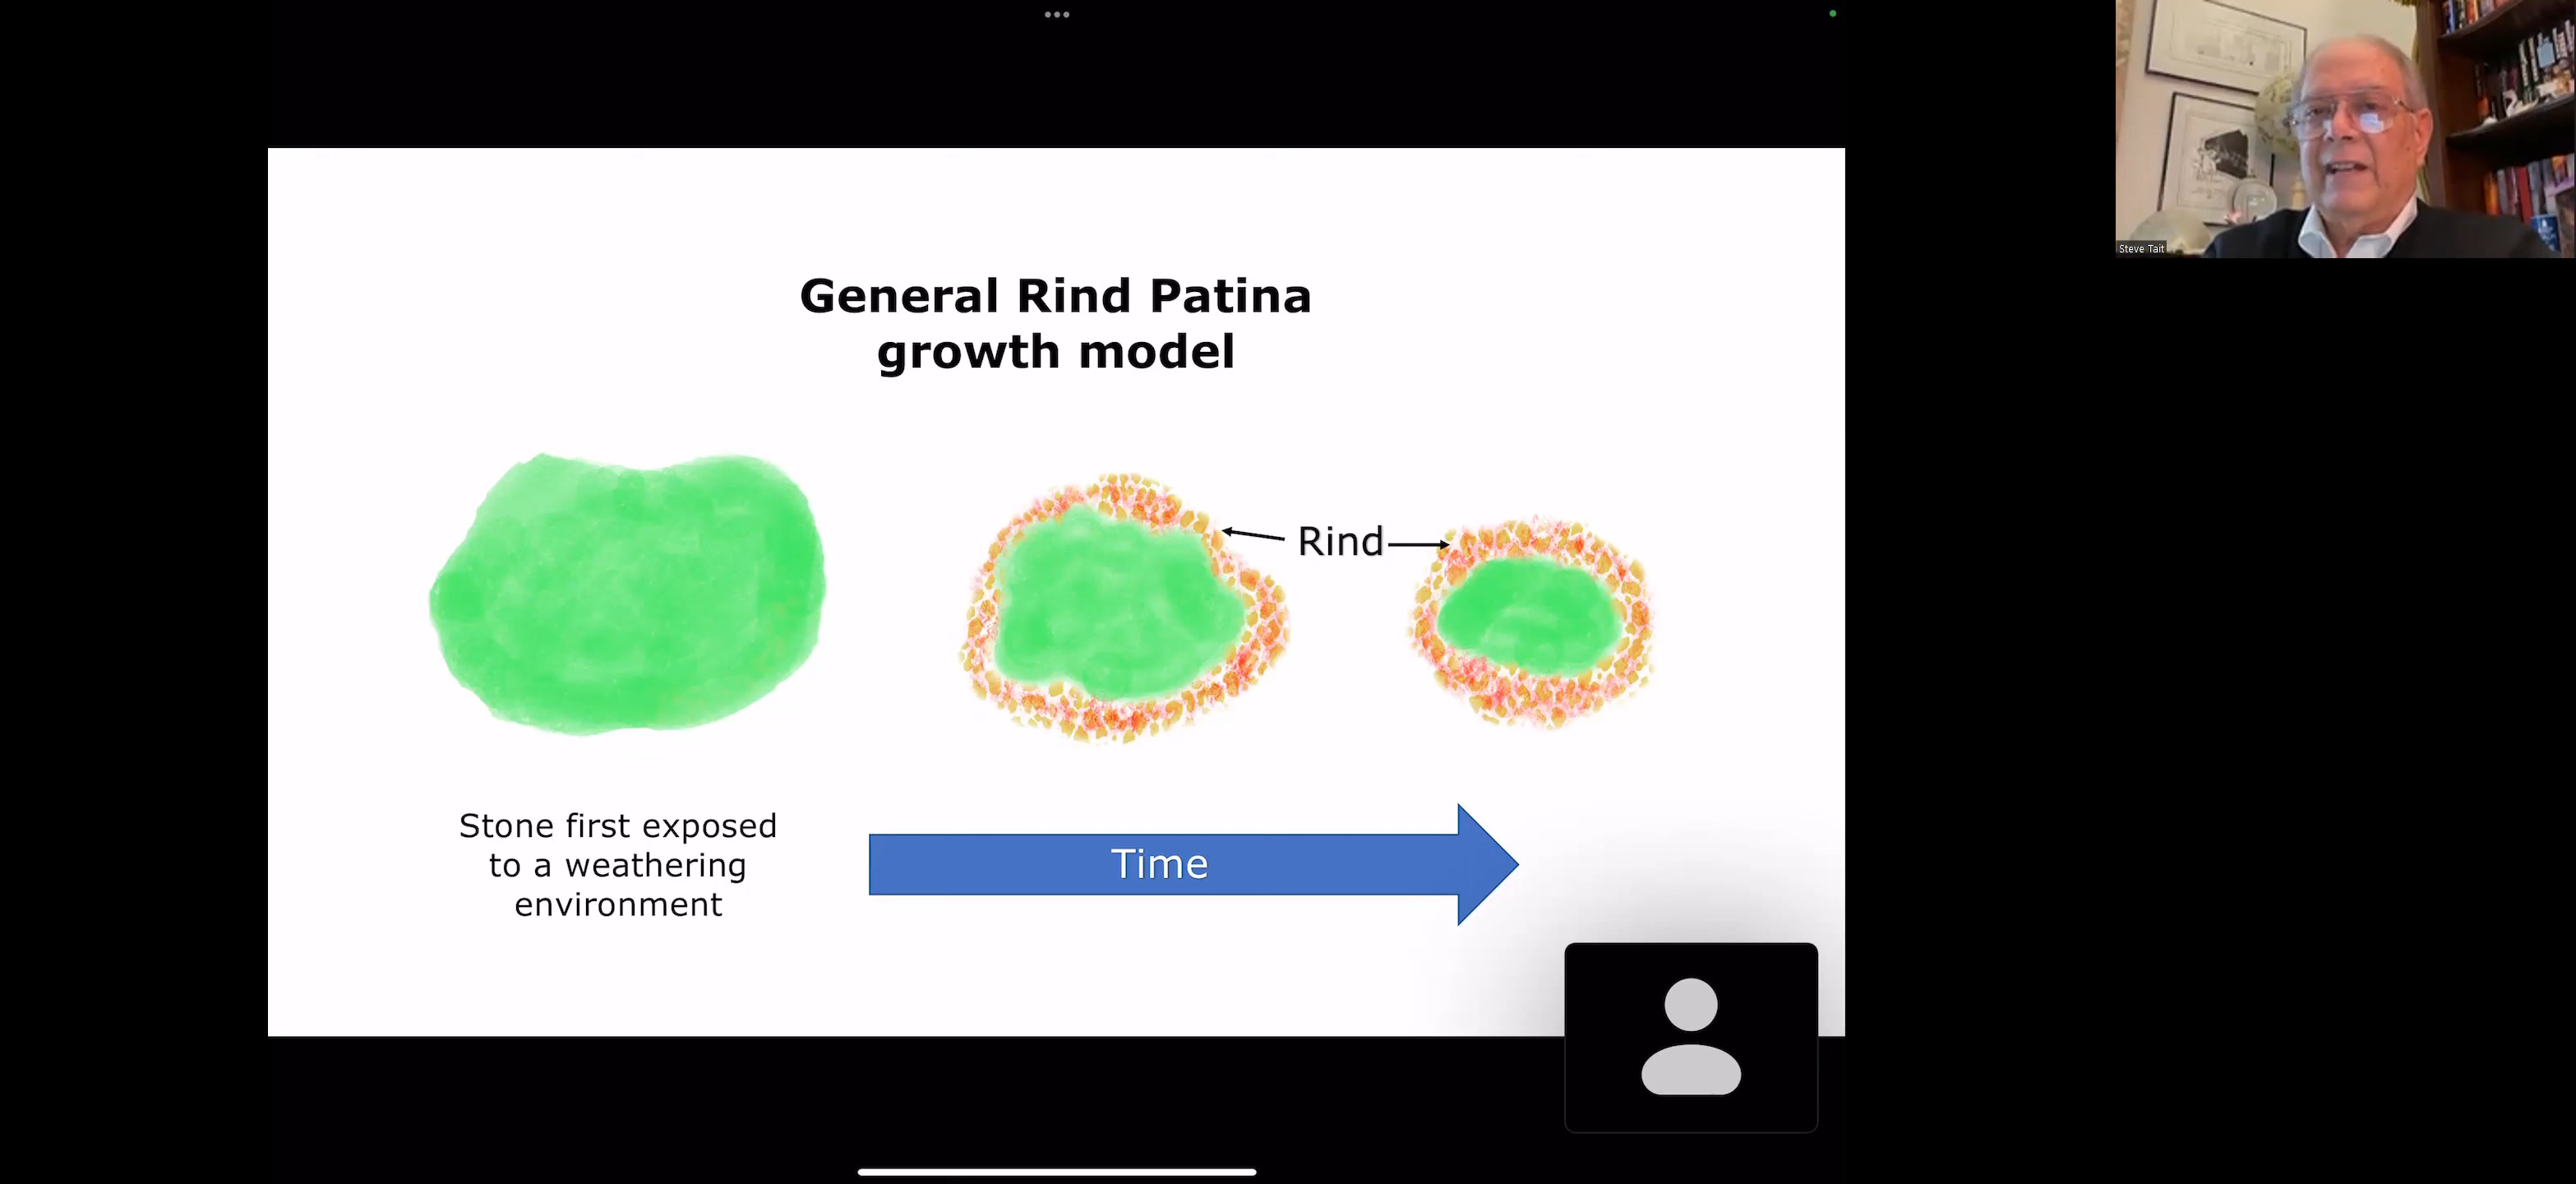 General Rind Patina
growth model
Rind
Stone first exposed
to a weathering
environment
Time
Steve Tait